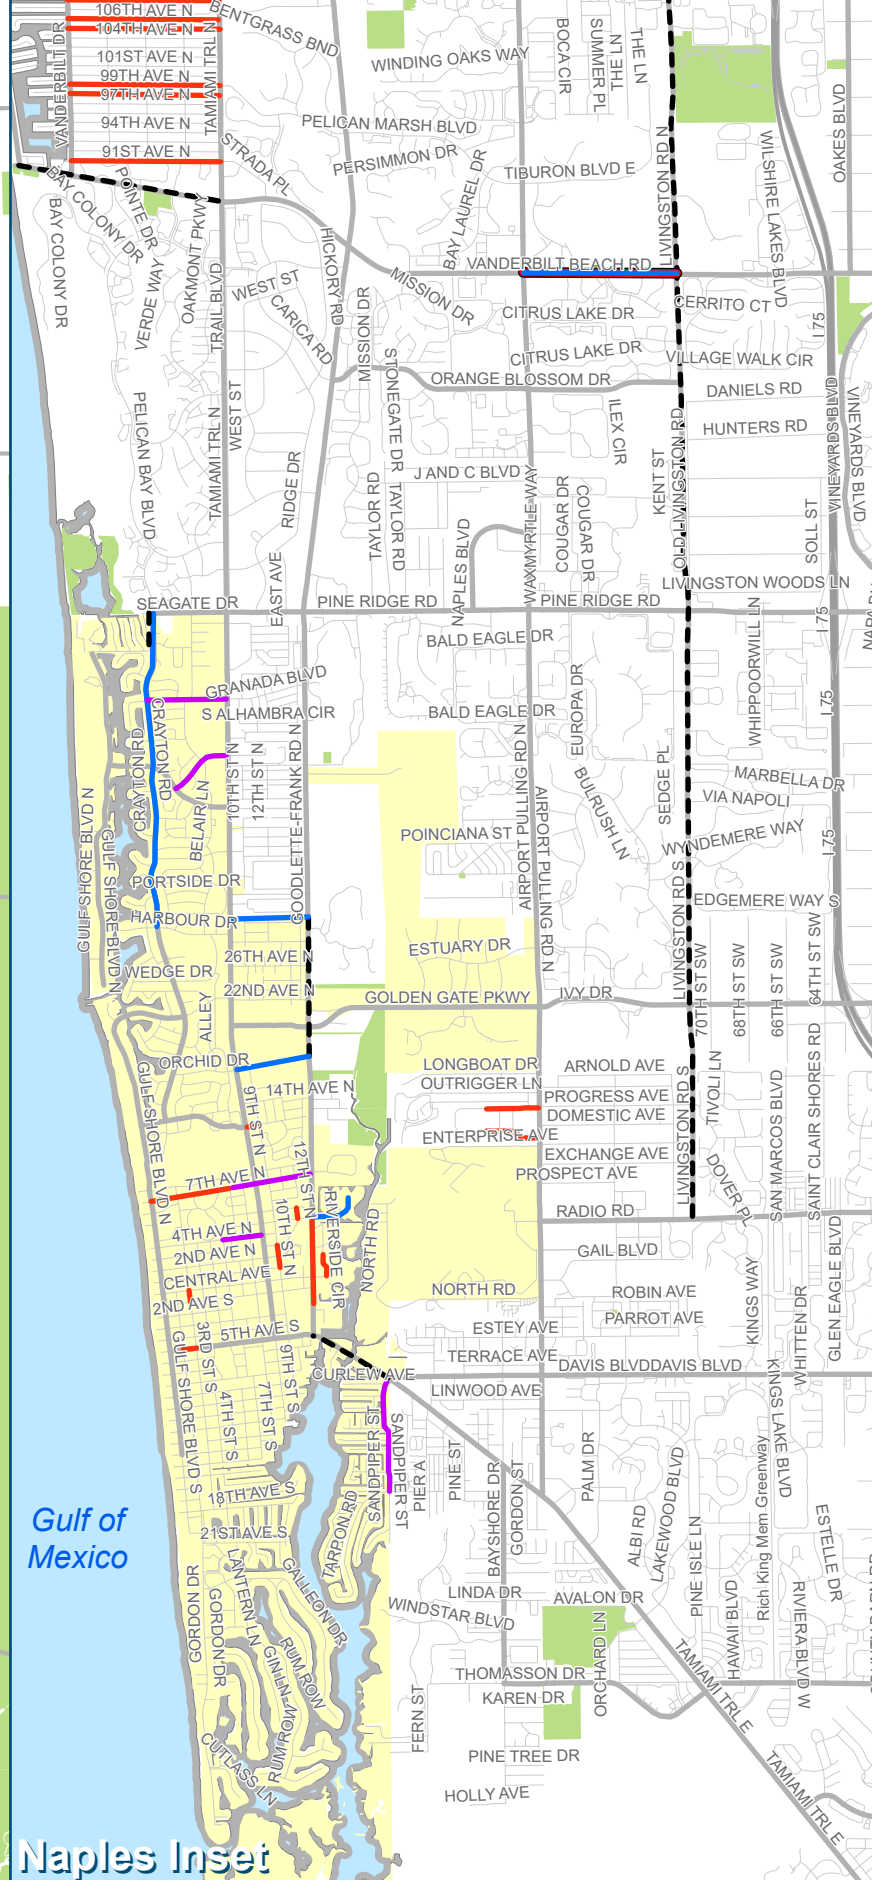 106TH AVE N
BENTGRASS BND
104TH AVE N
VANDERBILT DR
TAMIAMI TRL N
101ST AVE N
99TH AVE N
97TH AVE N
94TH AVE N
91ST AVE N
WINDING OAKS WAY
BOCA CIR
SUMMER PL
THE LN
THE LN
PELICAN MARSH BLVD
PERSIMMON DR
STRADA PL
BAY LAUREL DR
TIBURON BLVD E
LIVINGSTON RD N
WILSHIRE LAKES BLVD
OAKES BLVD
BAY COLONY DR
BAY COLONY DR
POINTE DR
VERDE WAY
OAKMONT PKWY
TRAIL BLVD
WEST ST
CARICA RD
HICKORY RD
MISSION DR
MISSION DR
VANDERBILT BEACH RD
CERRITO CT
CITRUS LAKE DR
CITRUS LAKE DR
VILLAGE WALK CIR
I 75
ORANGE BLOSSOM DR
DANIELS RD
HUNTERS RD
STONEGATE DR
PELICAN BAY BLVD
TAMIAMI TRL N
WEST ST
RIDGE DR
TAYLOR RD
TAYLOR RD
J AND C BLVD
WAXMYRTLE WAY
ILEX CIR
KENT ST
OLD LIVINGSTON RD
VINEYARDS BLVD
VINEYARDS BLVD
SOLL ST
COUGAR DR
COUGAR DR
NAPLES BLVD
EAST AVE
LIVINGSTON WOODS LN
SEAGATE DR
PINE RIDGE RD
PINE RIDGE RD
I 75
BALD EAGLE DR
WHIPPOORWILL LN
GRANADA BLVD
S ALHAMBRA CIR
BALD EAGLE DR
EUROPA DR
I 75
CRAYTON RD
CRAYTON RD
10TH ST N
12TH ST N
GOODLETTE-FRANK RD N
AIRPORT PULLING RD N
AIRPORT PULLING RD N
BULRUSH LN
SEDGE PL
MARBELLA DR
VIA NAPOLI
WYNDEMERE WAY
I 75
BELAIR LN
POINCIANA ST
GULF SHORE BLVD N
GULF SHORE BLVD N
PORTSIDE DR
HARBOUR DR
EDGEMERE WAY S
LIVINGSTON RD S
26TH AVE N
ESTUARY DR
WEDGE DR
22ND AVE N
GOLDEN GATE PKWY
IVY DR
70TH ST SW
68TH ST SW
66TH ST SW
64TH ST SW
ALLEY
ORCHID DR
LONGBOAT DR
ARNOLD AVE
OUTRIGGER LN
14TH AVE N
PROGRESS AVE
DOMESTIC AVE
TIVOLI LN
SAN MARCOS BLVD
SAINT CLAIR SHORES RD
GULF SHORE BLVD N
9TH ST N
ENTERPRISE AVE
EXCHANGE AVE
PROSPECT AVE
LIVINGSTON RD S
DOVER PL
7TH AVE N
12TH ST N
RIVERSIDE CIR
NORTH RD
RADIO RD
4TH AVE N
10TH ST N
2ND AVE N
GAIL BLVD
GLEN EAGLE BLVD
KINGS WAY
CENTRAL AVE
NORTH RD
ROBIN AVE
WHITTEN DR
2ND AVE S
PARROT AVE
5TH AVE S
ESTEY AVE
3RD ST S
GULF SHORE BLVD S
9TH ST S
TERRACE AVE
DAVIS BLVD
DAVIS BLVD
CURLEW AVE
LINWOOD AVE
KINGS LAKE BLVD
4TH ST S
7TH ST S
SANDPIPER ST
SANDPIPER ST
PIER A
PINE ST
BAYSHORE DR
GORDON ST
PALM DR
ALBI RD
LAKEWOOD BLVD
PINE ISLE LN
Rich King Mem Greenway
18TH AVE S
21ST AVE S
TARPON RD
Gulf of
Mexico
ESTELLE DR
GORDON DR
GORDON DR
LANTERN LN
GALLEON DR
LINDA DR
AVALON DR
WINDSTAR BLVD
ORCHARD LN
HAWAII BLVD
RIVIERA BLVD W
GIN LN
RUM ROW
RUM ROW
THOMASSON DR
KAREN DR
TAMIAMI TRL E
FERN ST
CUTLASS LN
PINE TREE DR
TAMIAMI TRL E
HOLLY AVE
Naples Inset